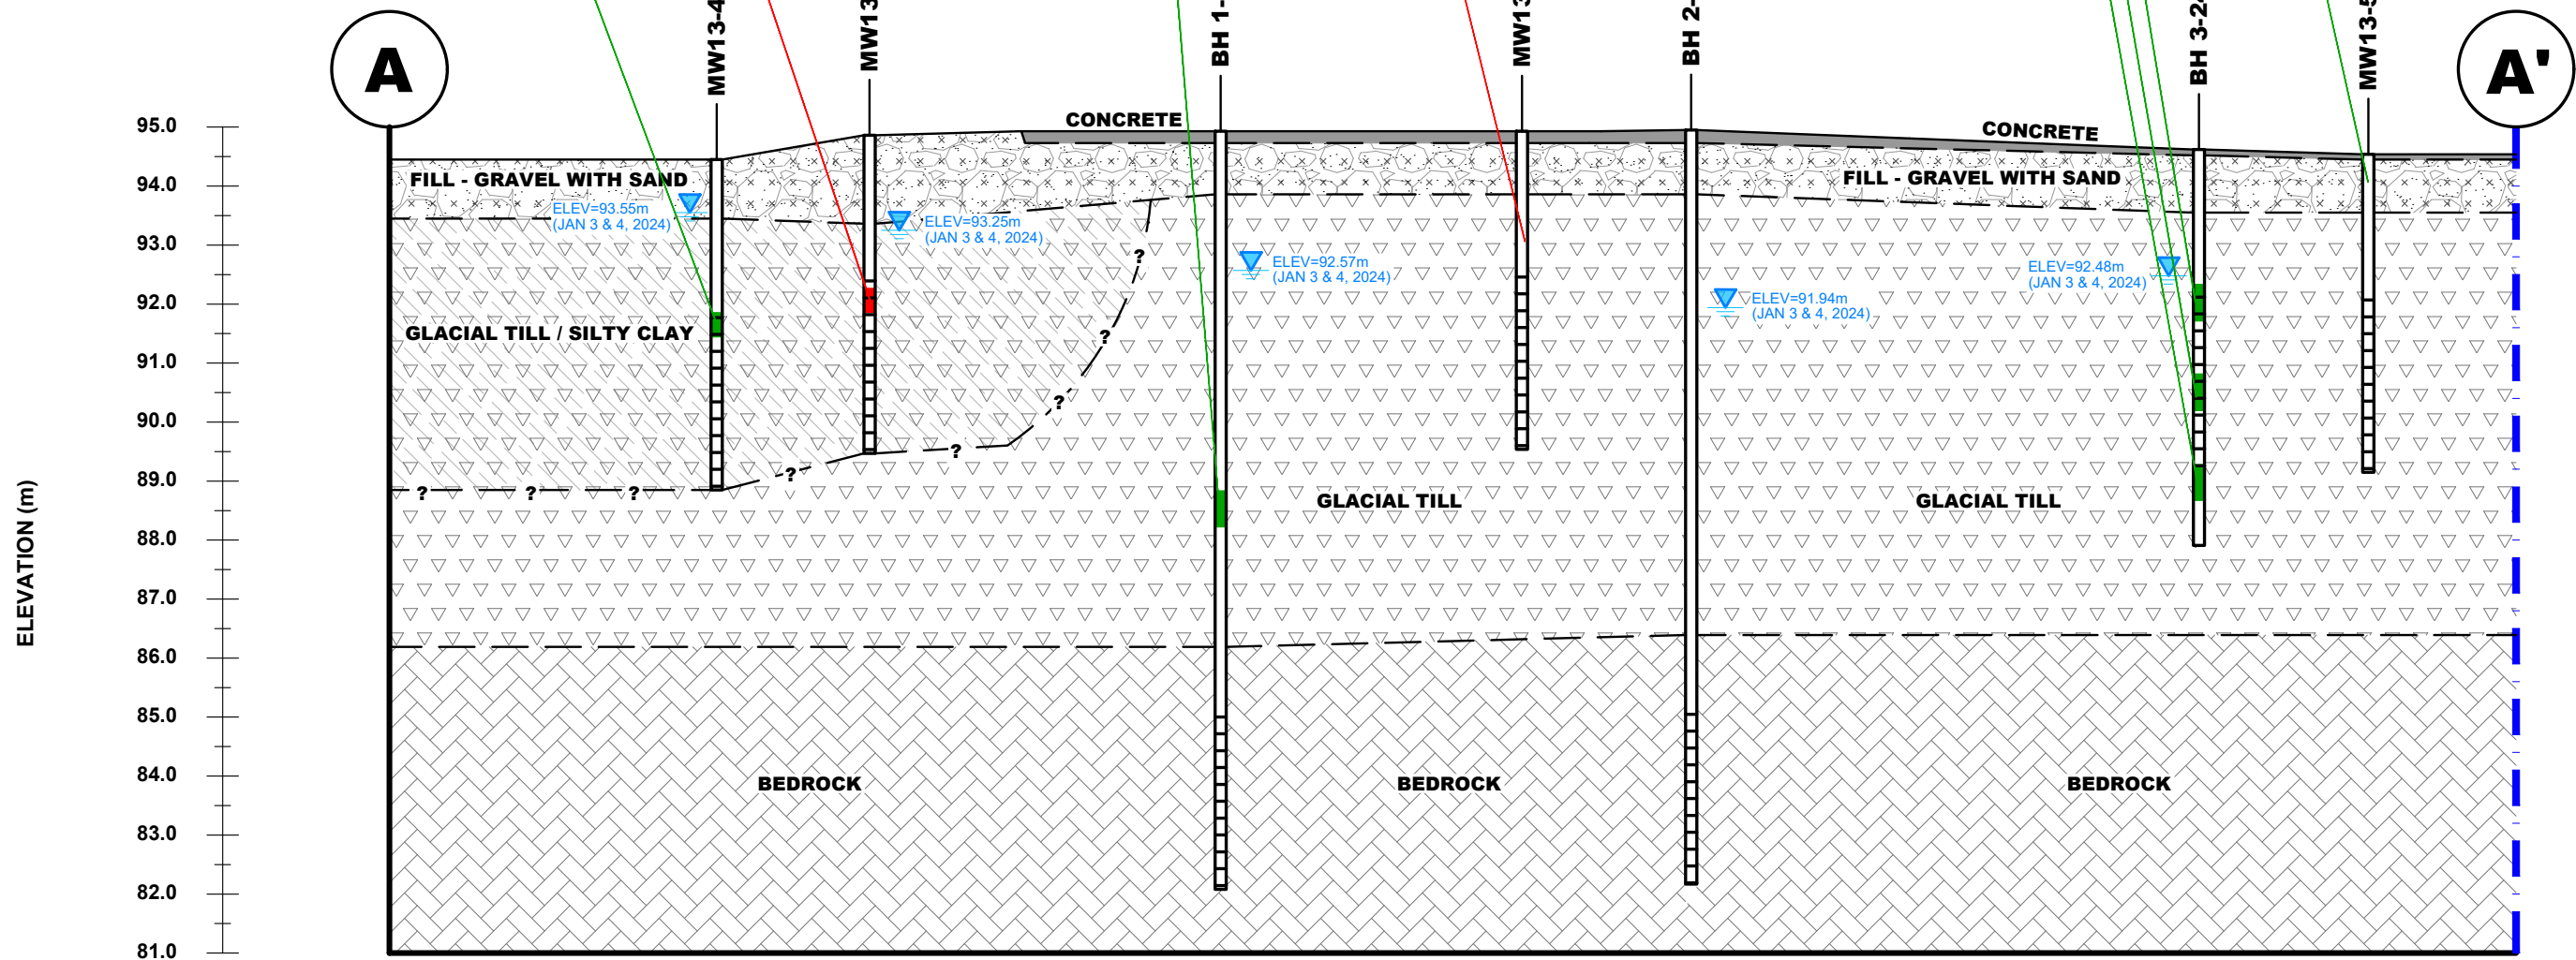 A
MW13-4
MW13
BH 1-
MW13
BH 2-
BH 3-2
MW13-5
A'
CONCRETE
CONCRETE
FILL - GRAVEL WITH SAND
FILL - GRAVEL WITH SAND
ELEV=93.55m
(JAN 3 & 4, 2024)
ELEV=93.25m
(JAN 3 & 4, 2024)
ELEV=92.57m
(JAN 3 & 4, 2024)
ELEV=91.94m
(JAN 3 & 4, 2024)
ELEV=92.48m
(JAN 3 & 4, 2024)
GLACIAL TILL / SILTY CLAY
?
?
?
?
?
?
?
?
GLACIAL TILL
GLACIAL TILL
BEDROCK
BEDROCK
BEDROCK
ELEVATION (m)
95.0
94.0
93.0
92.0
91.0
90.0
89.0
88.0
87.0
86.0
85.0
84.0
83.0
82.0
81.0